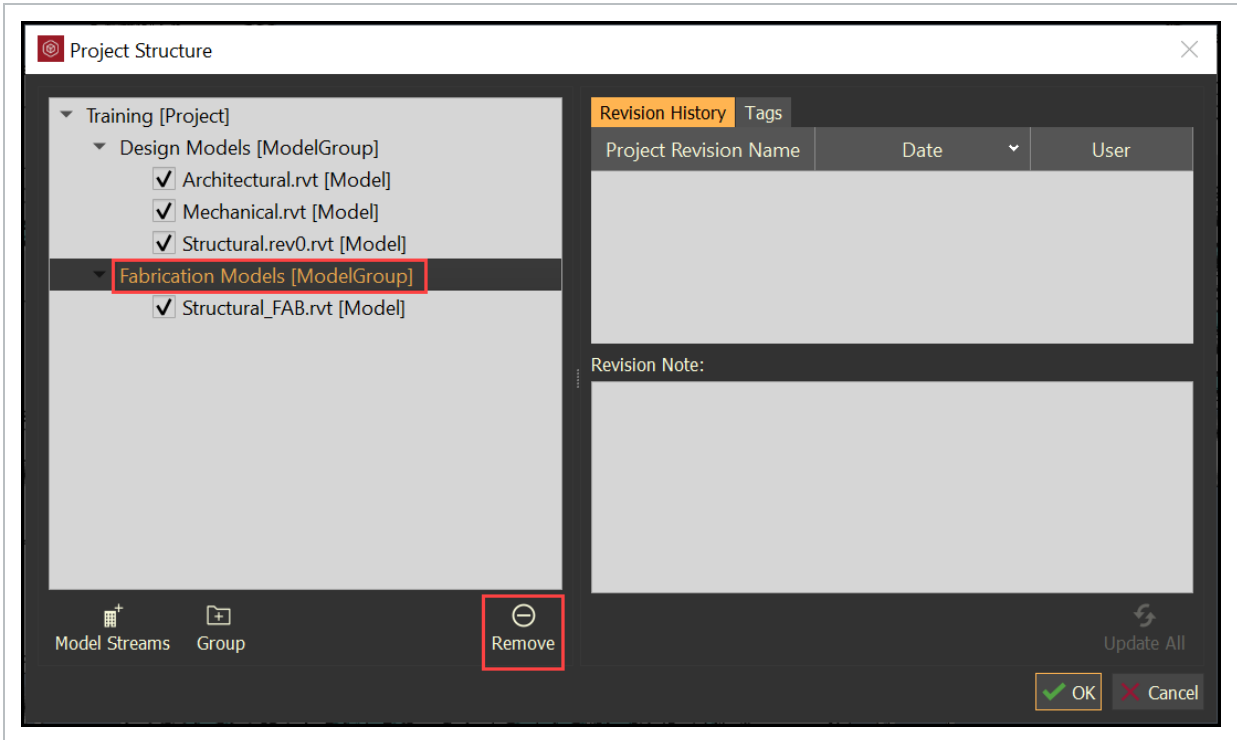 Project Structure
Training [Project]
Design Models [ModelGroup]
Architectural.rvt [Model]
Mechanical.rvt [Model]
Structural.rev0.rvt [Model]
Fabrication Models [ModelGroup]
Structural_FAB.rvt [Model]
Model Streams Group Remove
Revision History Tags
Project Revision Name Date User
Revision Note:
Update All
OK Cancel